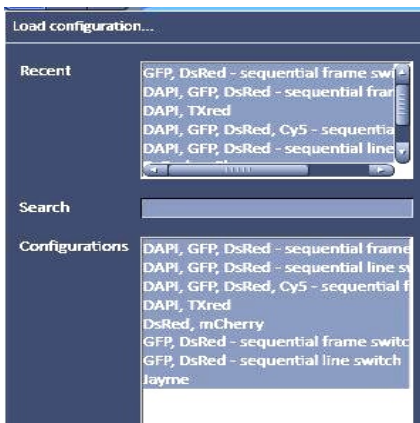 Load configuration...
Recent
GFP, DsRed - sequential frame swi
DAPI, GFP, DsRed - sequential fram
DAPI, TXred
DAPI, GFP, DsRed, Cy5 - sequentia
DAPI, GFP, DsRed - sequential line
Search
Configurations
DAPI, GFP, DsRed - sequential frame
DAPI, GFP, DsRed - sequential line sw
DAPI, GFP, DsRed, Cy5 - sequential f
DAPI, TXred
DsRed, mCherry
GFP, DsRed - sequential frame switc
GFP, DsRed - sequential line switch
Jayme